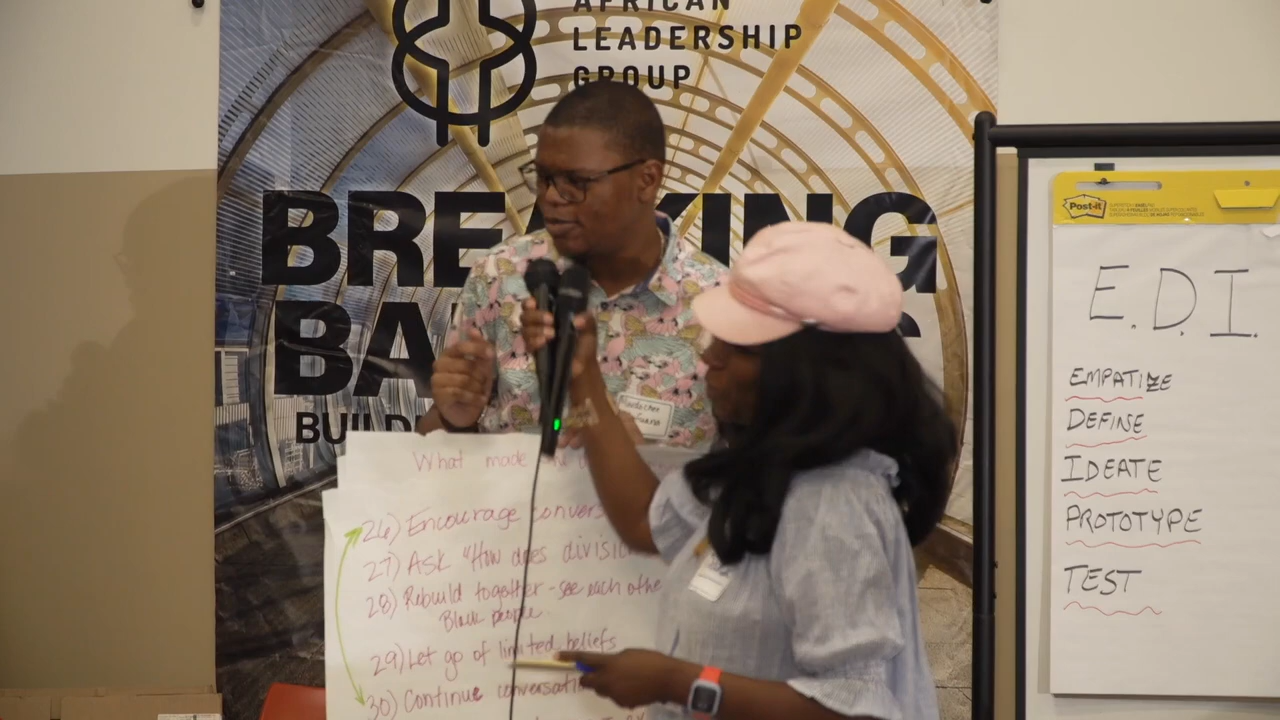 AFRICAN
LEADERSHIP
GROUP
BRE KING
BA
BUILD
What made
26) Encourage convers
27) Ask "How does divisi
28) Rebuild together - see each othe
Black people
29) Let go of limited beliefs
30) Continue conversati
Post-it
E.D.I.
EMPATIZE
DEFINE
IDEATE
PROTOTYPE
TEST